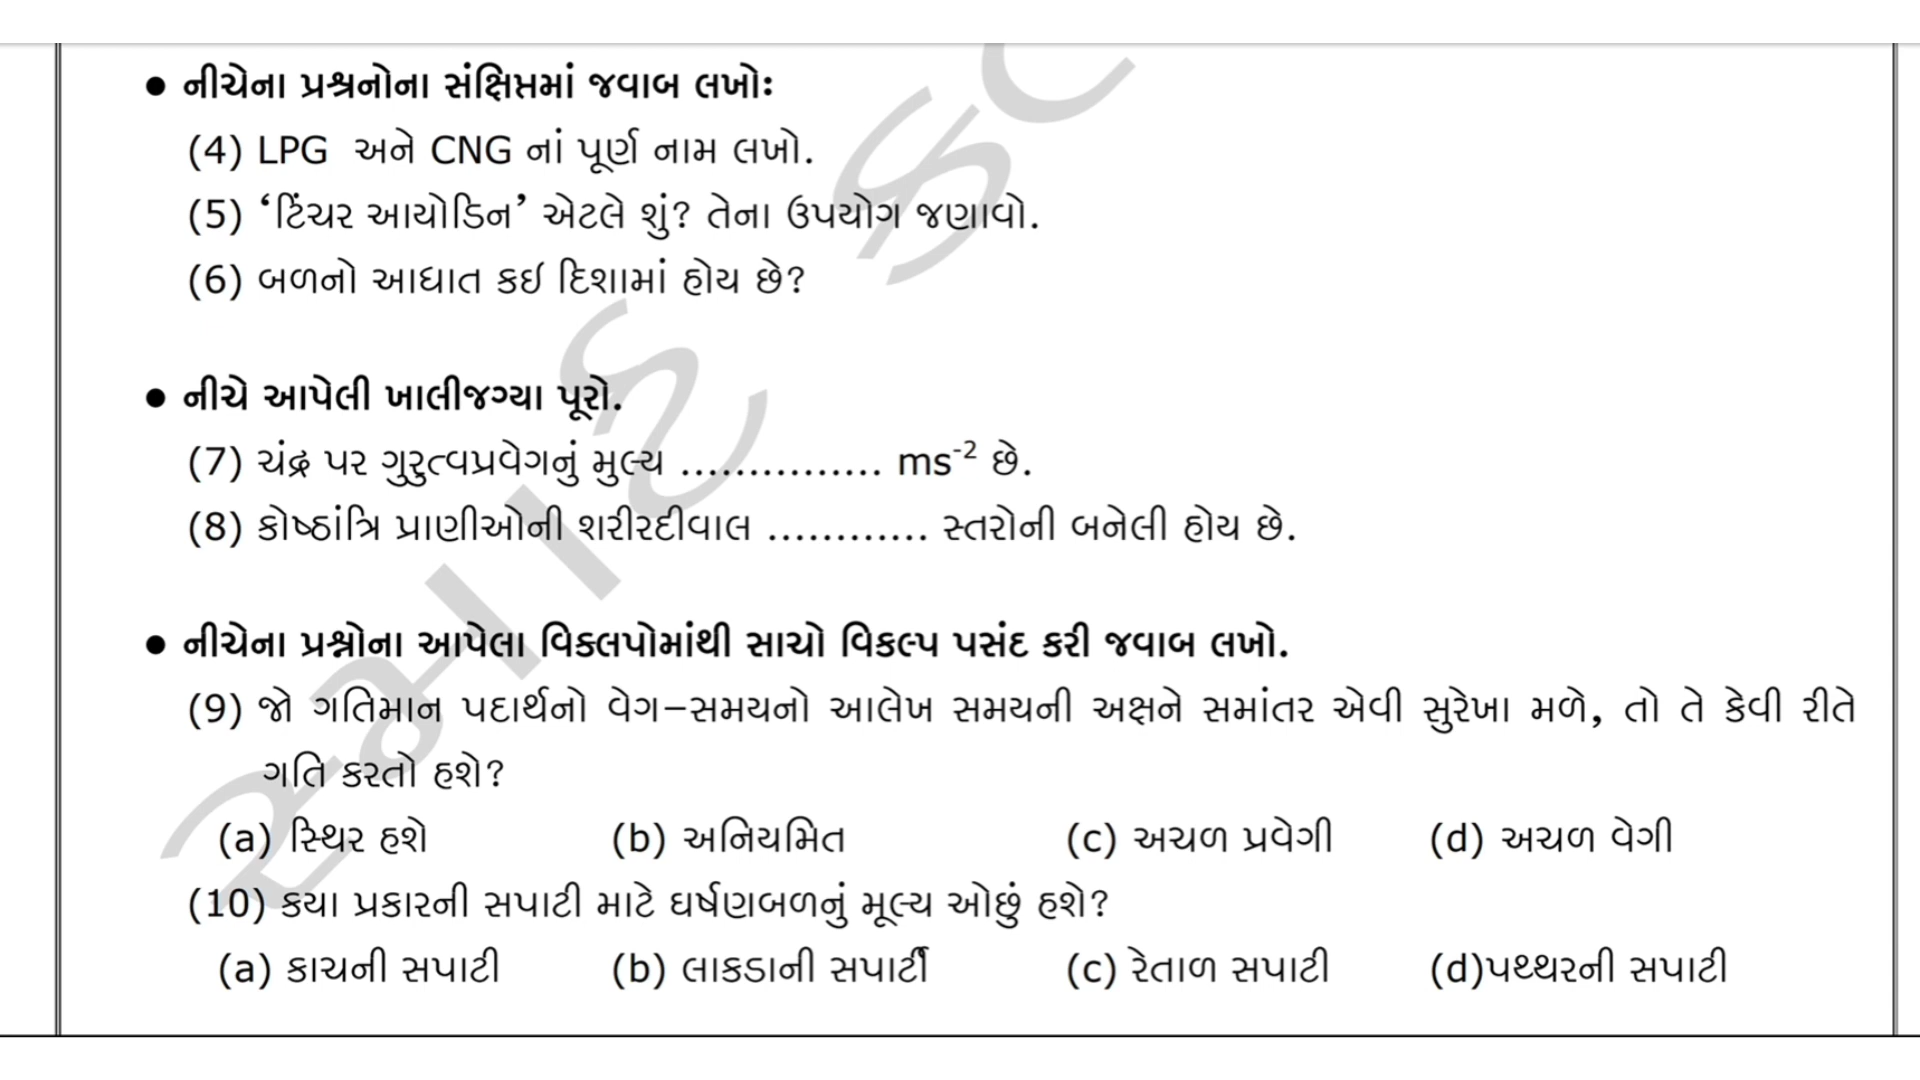 • નીચેના પ્રશ્રનોના સંક્ષિપ્તમાં જવાબ લખોઃ
(4) LPG અને CNG નાં પૂર્ણ નામ લખો.
(5) ‘ટિંચર આયોડિન’ એટલે શું? તેના ઉપયોગ જણાવો.
(6) બળનો આઘાત કઈ દિશામાં હોય છે?
• નીચે આપેલી ખાલીજગ્યા પૂરો.
(7) ચંદ્ર પર ગુરુત્વપ્રવેગનું મુલ્ય ............... ms⁻² છે.
(8) કોષ્ઠાંત્રિ પ્રાણીઓની શરીરદીવાલ ............ સ્તરોની બનેલી હોય છે.
• નીચેના પ્રશ્નોના આપેલા વિક્લપોમાંથી સાચો વિકલ્પ પસંદ કરી જવાબ લખો.
(9) જો ગતિમાન પદાર્થનો વેગ–સમયનો આલેખ સમયની અક્ષને સમાંતર એવી સુરેખા મળે, તો તે કેવી રીતે
ગતિ કરતો હશે?
(a) સ્થિર હશે (b) અનિયમિત (c) અચળ પ્રવેગી (d) અચળ વેગી
(10) કયા પ્રકારની સપાટી માટે ઘર્ષણબળનું મૂલ્ય ઓછું હશે?
(a) કાચની સપાટી (b) લાકડાની સપાર્ટી (c) રેતાળ સપાટી (d)પથ્થરની સપાટી